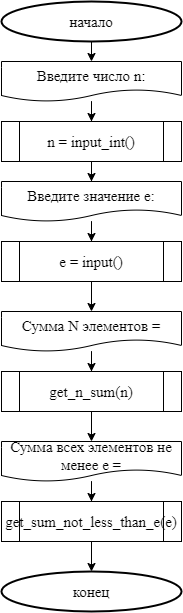 начало
Введите число n:
n = input_int()
Введите значение e:
e = input()
Сумма N элементов =
get_n_sum(n)
Сумма всех элементов не
менее e =
get_sum_not_less_than_e(e)
конец